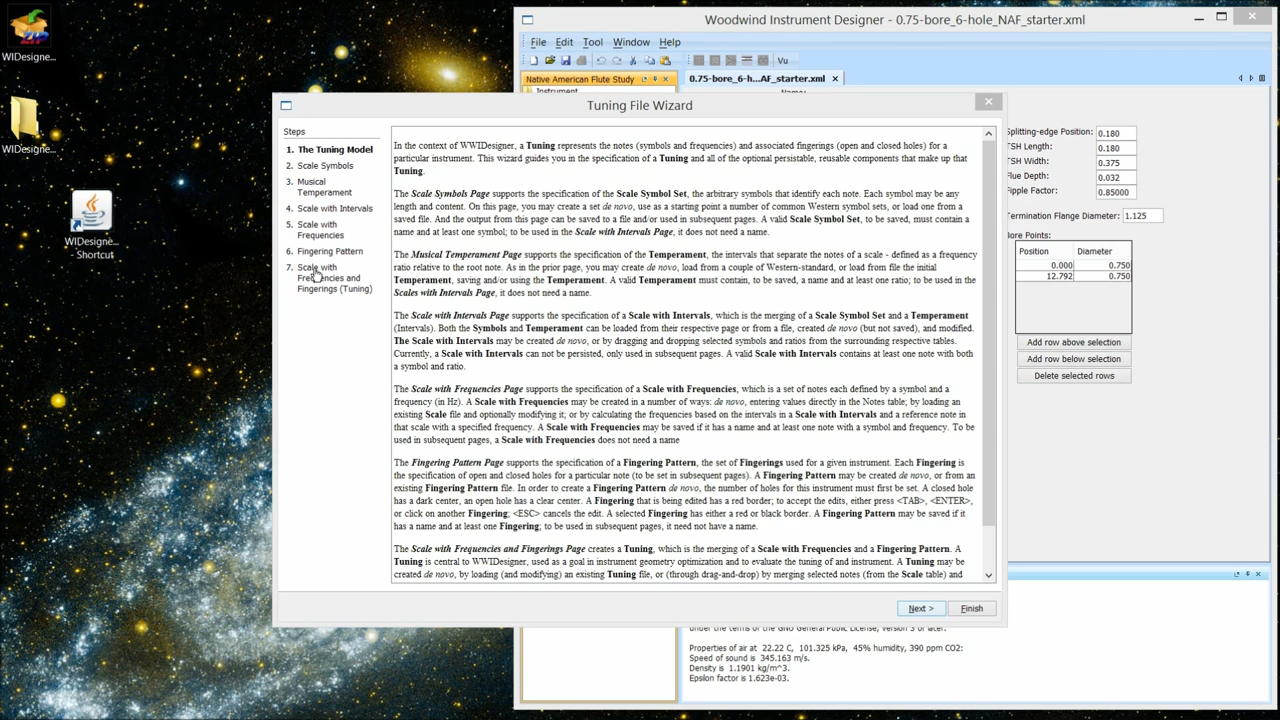 WIDesigne...
WIDesigne...
WIDesigne...
Shortcut
Woodwind Instrument Designer - 0.75-bore_6-hole_NAF_starter.xml
File Edit Tool Window Help
Vu
Native American Flute Study
0.75-bore_6-h...AF_starter.xml
Instrument
Name:
Tuning File Wizard
Steps
1. The Tuning Model
2. Scale Symbols
3. Musical
Temperament
4. Scale with Intervals
5. Scale with
Frequencies
6. Fingering Pattern
7. Scale with
Frequencies and
Fingerings (Tuning)
In the context of WWIDesigner, a Tuning represents the notes (symbols and frequencies) and associated fingerings (open and closed holes) for a
particular instrument. This wizard guides you in the specification of a Tuning and all of the optional persistable, reusable components that make up that
Tuning.
The Scale Symbols Page supports the specification of the Scale Symbol Set, the arbitrary symbols that identify each note. Each symbol may be any
length and content. On this page, you may create a set de novo, use as a starting point a number of common Western symbol sets, or load one from a
saved file. And the output from this page can be saved to a file and/or used in subsequent pages. A valid Scale Symbol Set, to be saved, must contain a
name and at least one symbol; to be used in the Scale with Intervals Page, it does not need a name.
The Musical Temperament Page supports the specification of the Temperament, the intervals that separate the notes of a scale - defined as a frequency
ratio relative to the root note. As in the prior page, you may create de novo, load from a couple of Western-standard, or load from file the initial
Temperament, saving and/or using the Temperament. A valid Temperament must contain, to be saved, a name and at least one ratio; to be used in the
Scales with Intervals Page, it does not need a name.
The Scale with Intervals Page supports the specification of a Scale with Intervals, which is the merging of a Scale Symbol Set and a Temperament
(Intervals). Both the Symbols and Temperament can be loaded from their respective page or from a file, created de novo (but not saved), and modified.
The Scale with Intervals may be created de novo, or by dragging and dropping selected symbols and ratios from the surrounding respective tables.
Currently, a Scale with Intervals can not be persisted, only used in subsequent pages. A valid Scale with Intervals contains at least one note with both
a symbol and ratio.
The Scale with Frequencies Page supports the specification of a Scale with Frequencies, which is a set of notes each defined by a symbol and a
frequency (in Hz). A Scale with Frequencies may be created in a number of ways: de novo, entering values directly in the Notes table; by loading an
existing Scale file and optionally modifying it; or by calculating the frequencies based on the intervals in a Scale with Intervals and a reference note in
that scale with a specified frequency. A Scale with Frequencies may be saved if it has a name and at least one note with a symbol and frequency. To be
used in subsequent pages, a Scale with Frequencies does not need a name
The Fingering Pattern Page supports the specification of a Fingering Pattern, the set of Fingerings used for a given instrument. Each Fingering is
the specification of open and closed holes for a particular note (to be set in subsequent pages). A Fingering Pattern may be created de novo, or from an
existing Fingering Pattern file. In order to create a Fingering Pattern de novo, the number of holes for this instrument must first be set. A closed hole
has a dark center, an open hole has a clear center. A Fingering that is being edited has a red border; to accept the edits, either press <TAB>, <ENTER>,
or click on another Fingering; <ESC> cancels the edit. A selected Fingering has either a red or black border. A Fingering Pattern may be saved if it
has a name and at least one Fingering; to be used in subsequent pages, it need not have a name.
The Scale with Frequencies and Fingerings Page creates a Tuning, which is the merging of a Scale with Frequencies and a Fingering Pattern. A
Tuning is central to WWIDesigner, used as a goal in instrument geometry optimization and to evaluate the tuning of and instrument. A Tuning may be
created de novo, by loading (and modifying) an existing Tuning file, or (through drag-and-drop) by merging selected notes (from the Scale table) and
Next >
Finish
Splitting-edge Position: 0.180
TSH Length: 0.180
TSH Width: 0.375
Flue Depth: 0.032
Fipple Factor: 0.85000
Termination Flange Diameter: 1.125
Bore Points:
Position Diameter
0.000 0.750
12.792 0.750
Add row above selection
Add row below selection
Delete selected rows
under the terms of the GNU General Public License, version 3 or later.
Properties of air at 22.22 C, 101.325 kPa, 45% humidity, 390 ppm CO2:
Speed of sound is 345.163 m/s.
Density is 1.1901 kg/m^3.
Epsilon factor is 1.623e-03.